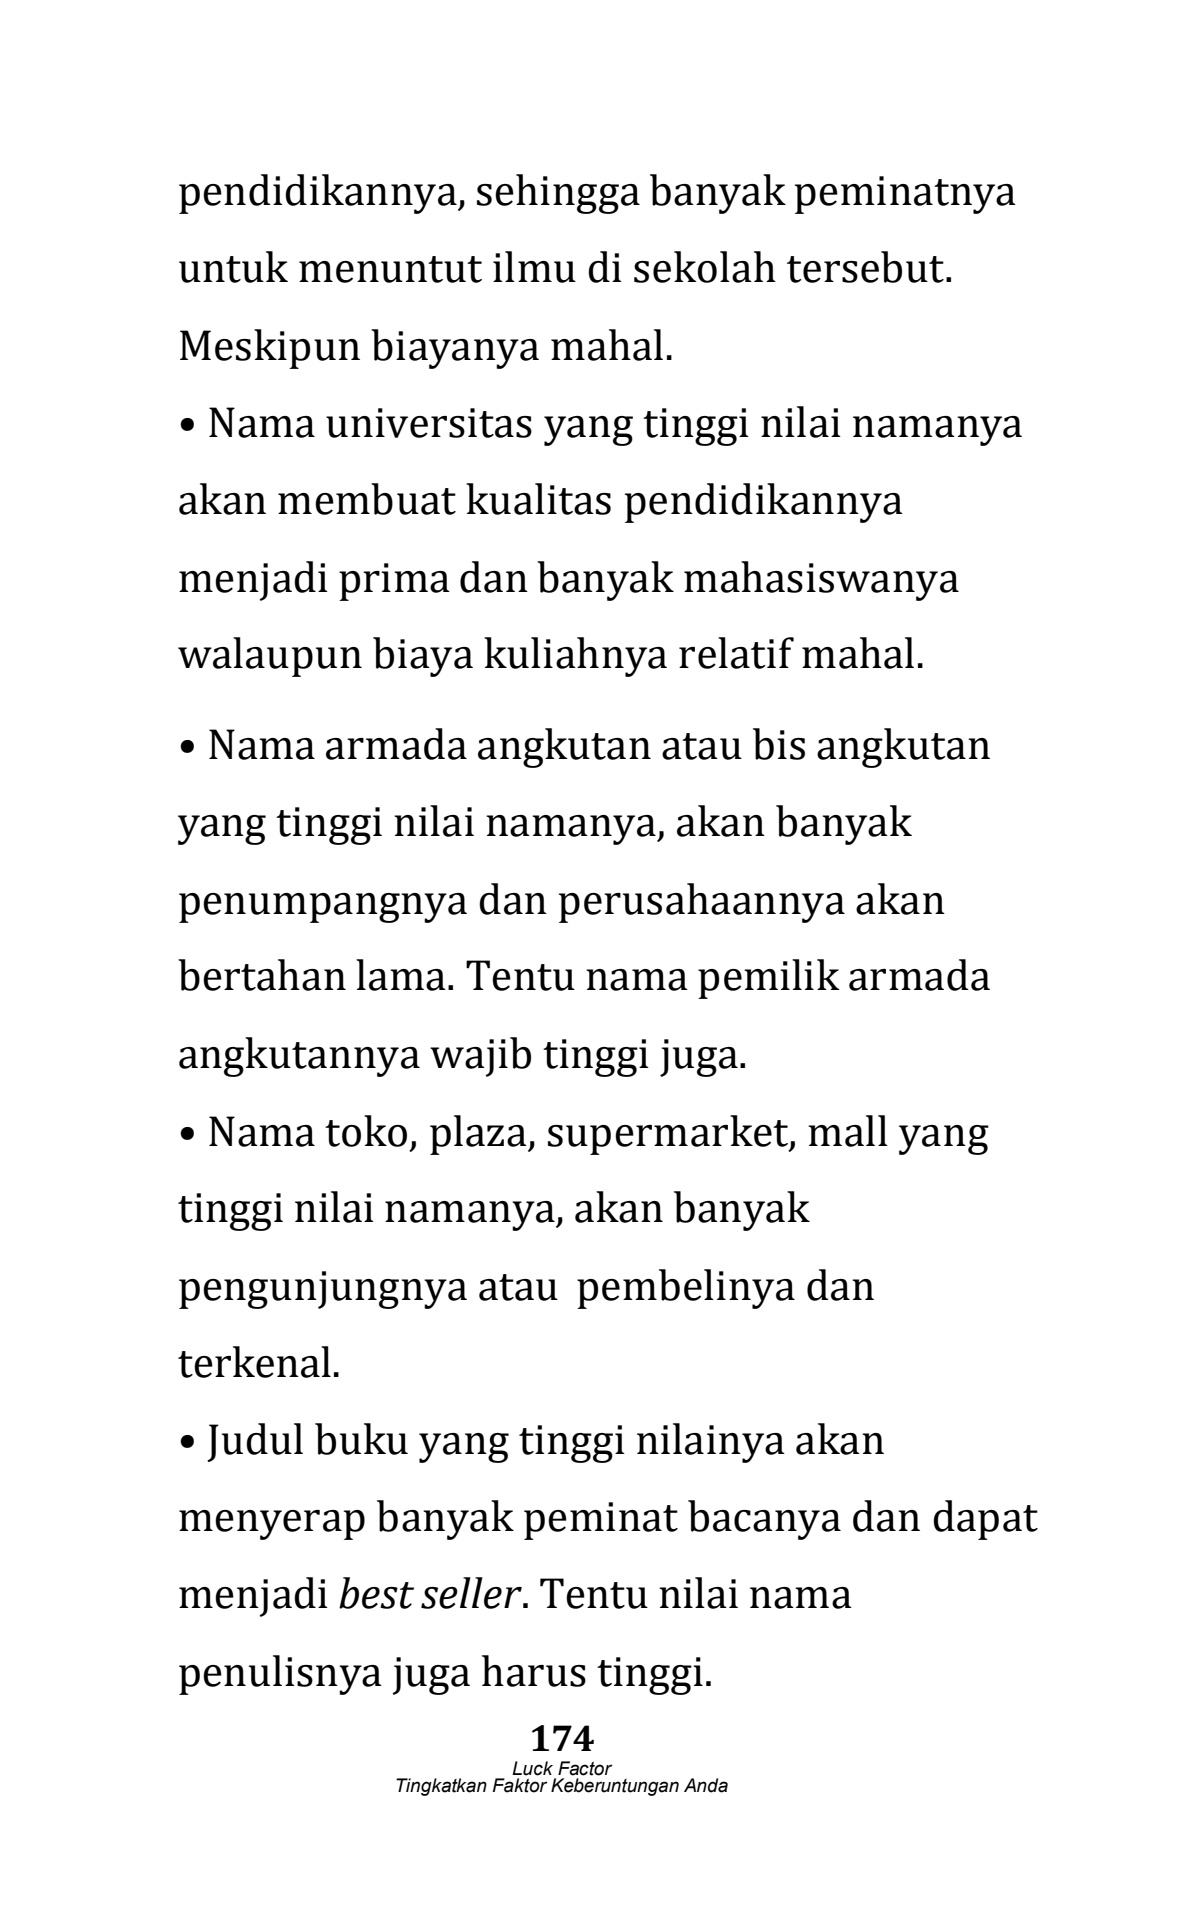 pendidikannya, sehingga banyak peminatnya
untuk menuntut ilmu di sekolah tersebut.
Meskipun biayanya mahal.
• Nama universitas yang tinggi nilai namanya
akan membuat kualitas pendidikannya
menjadi prima dan banyak mahasiswanya
walaupun biaya kuliahnya relatif mahal.
• Nama armada angkutan atau bis angkutan
yang tinggi nilai namanya, akan banyak
penumpangnya dan perusahaannya akan
bertahan lama. Tentu nama pemilik armada
angkutannya wajib tinggi juga.
• Nama toko, plaza, supermarket, mall yang
tinggi nilai namanya, akan banyak
pengunjungnya atau  pembelinya dan
terkenal.
• Judul buku yang tinggi nilainya akan
menyerap banyak peminat bacanya dan dapat
menjadi best seller. Tentu nilai nama
penulisnya juga harus tinggi.
174
Luck Factor
Tingkatkan Faktor Keberuntungan Anda